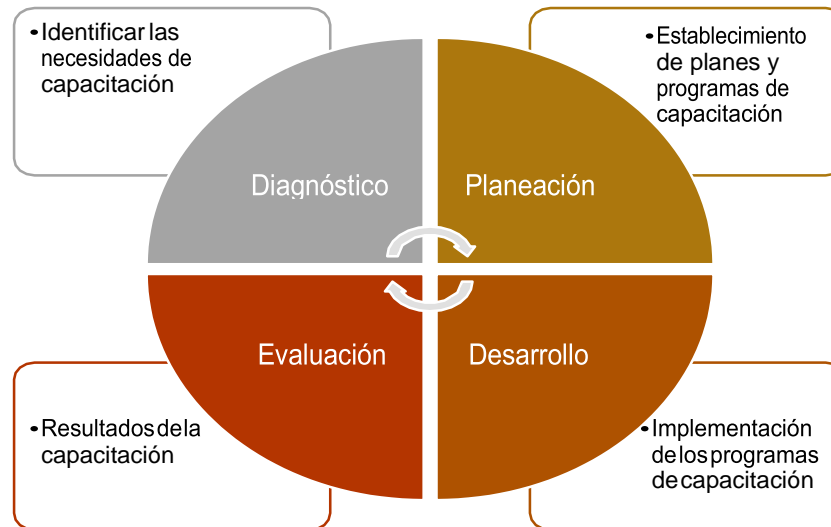 • Identificar las
necesidades de
capacitación
• Establecimiento
de planes y
programas de
capacitación
Diagnóstico
Planeación
Evaluación
Desarrollo
• Resultados de la
capacitación
• Implementación
de los programas
de capacitación